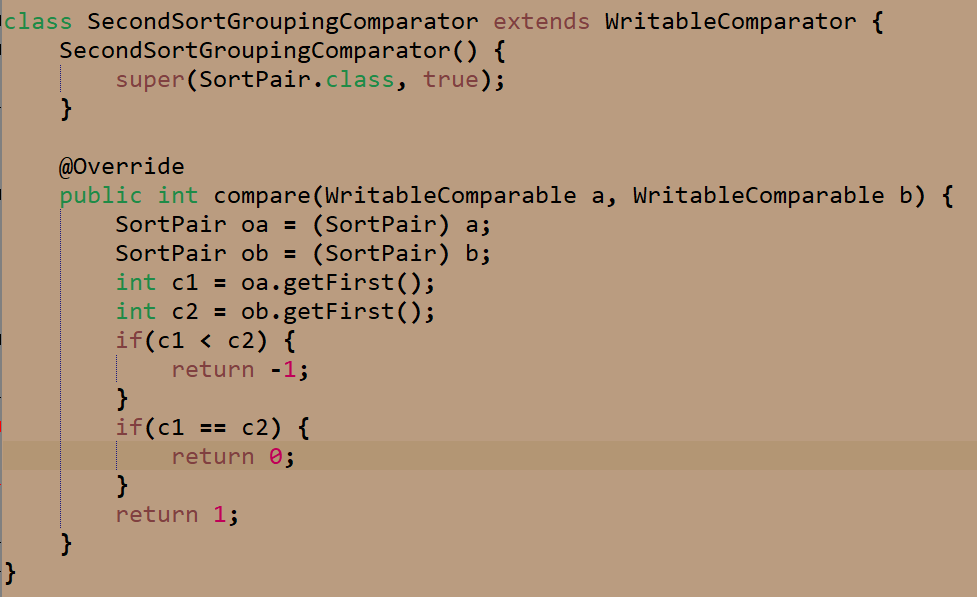 class SecondSortGroupingComparator extends WritableComparator {
    SecondSortGroupingComparator() {
        super(SortPair.class, true);
    }

    @Override
    public int compare(WritableComparable a, WritableComparable b) {
        SortPair oa = (SortPair) a;
        SortPair ob = (SortPair) b;
        int c1 = oa.getFirst();
        int c2 = ob.getFirst();
        if(c1 < c2) {
            return -1;
        }
        if(c1 == c2) {
            return 0;
        }
        return 1;
    }
}